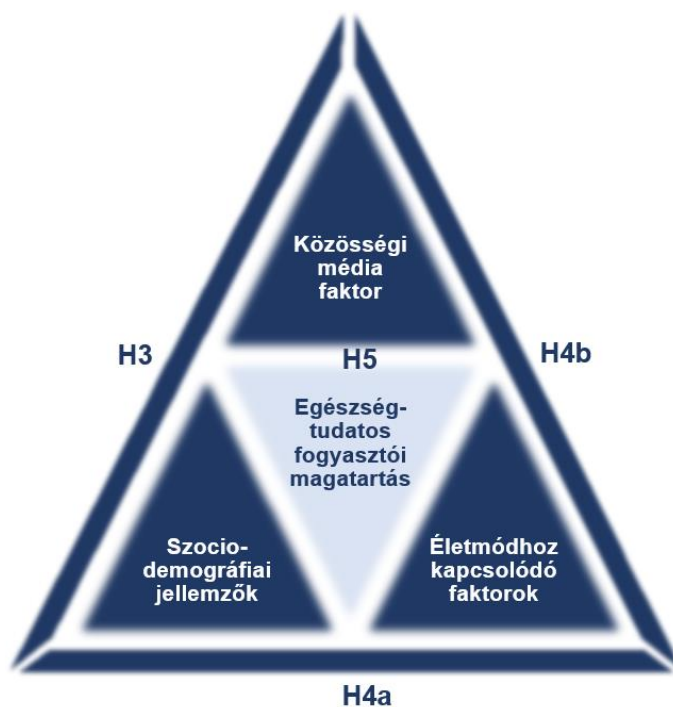 Közösségi
média
faktor
H3
H5
H4b
Egészség-
tudatos
fogyasztói
magatartás
Szocio-
demográfiai
jellemzők
Életmódhoz
kapcsolódó
faktorok
H4a